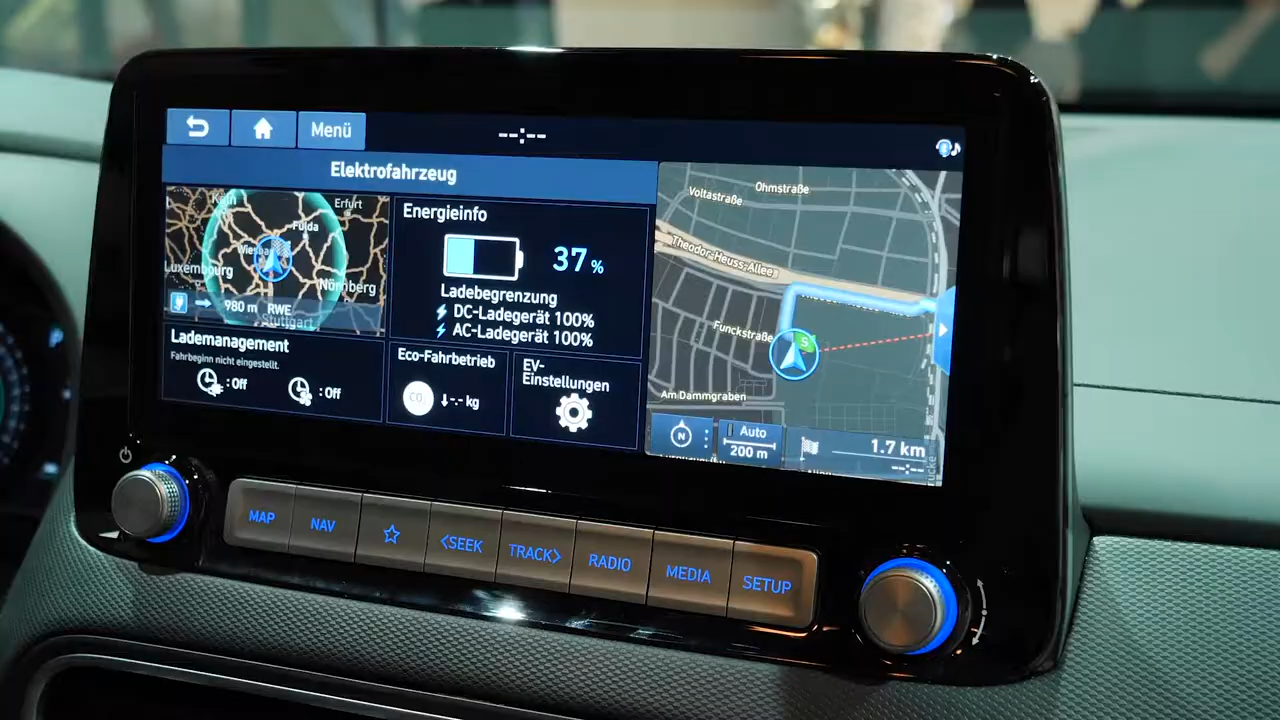 Menü
--:--
Elektrofahrzeug
Köln
Erfurt
Fulda
Luxembourg
Nürnberg
980 m RWE
Stuttgart
Energieinfo
37 %
Ladebegrenzung
DC-Ladegerät 100%
AC-Ladegerät 100%
Lademanagement
Fahrbeginn nicht eingestellt.
: Off
: Off
Eco-Fahrbetrieb
CO₂
-.- kg
EV-
Einstellungen
Ohmstraße
Voltastraße
Theodor-Heuss-Allee
Funckstraße
S
Am Dammgraben
N
Auto
200 m
1.7 km
--:--
MAP
NAV
<SEEK
TRACK>
RADIO
MEDIA
SETUP